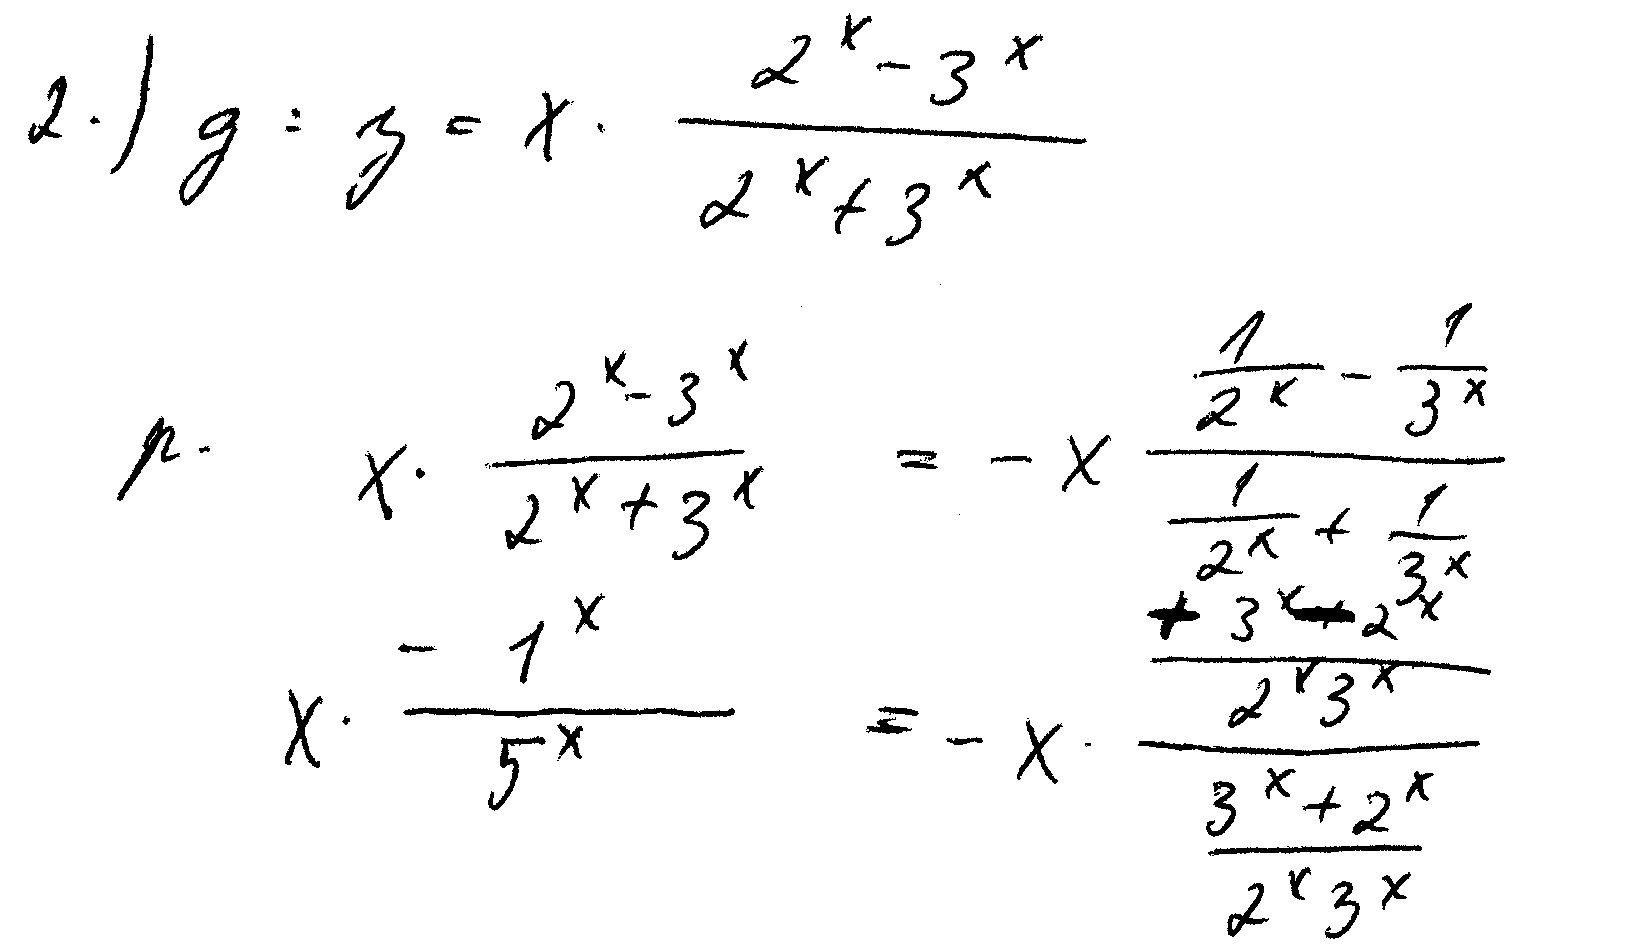 2.) g : y = x · (2^x - 3^x)/(2^x + 3^x)
p. x · (2^x - 3^x)/(2^x + 3^x) = - x (1/2^x - 1/3^x)/(1/2^x + 1/3^x)
x · (- 1^x)/(5^x) = - x · ((+ 3^x - 2^x)/(2^x 3^x))/((3^x + 2^x)/(2^x 3^x))